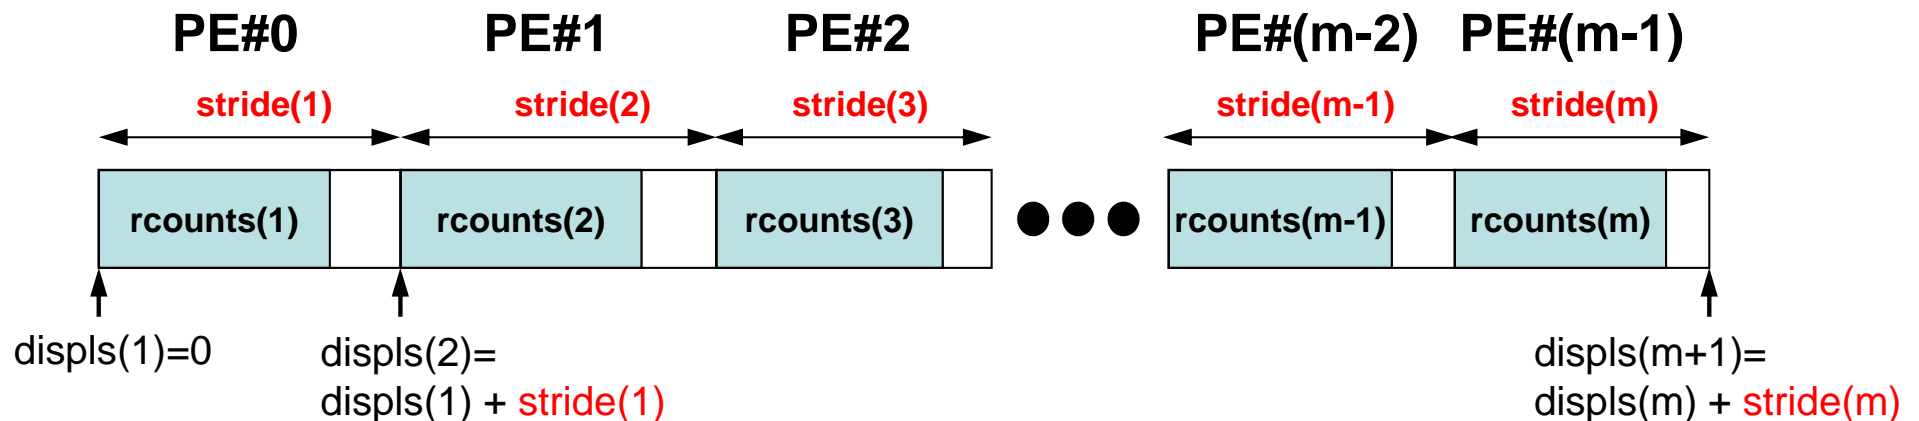 PE#0 PE#1 PE#2 PE#(m-2) PE#(m-1)
stride(1) stride(2) stride(3) stride(m-1) stride(m)
rcounts(1) rcounts(2) rcounts(3) rcounts(m-1) rcounts(m)
displs(1)=0
displs(2)=
displs(1) + stride(1)
displs(m+1)=
displs(m) + stride(m)